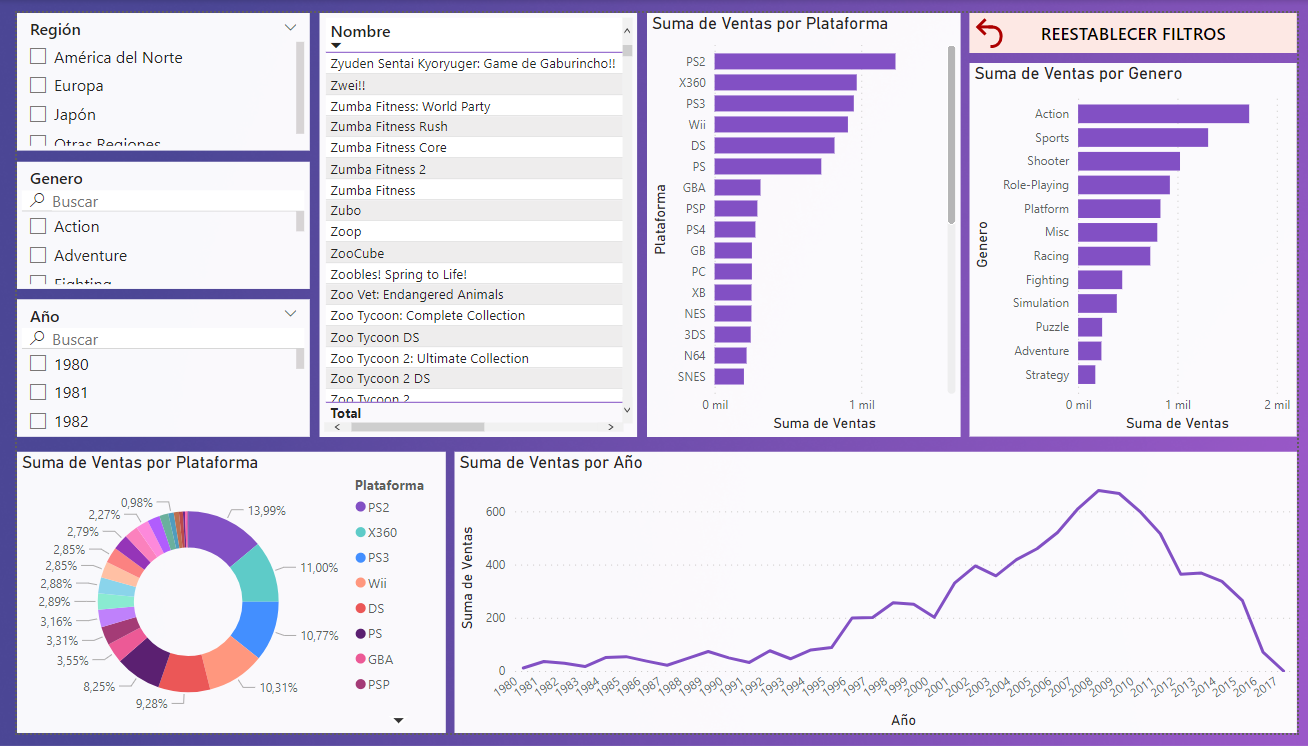 Región
América del Norte
Europa
Japón
Otras Regiones
Genero
Buscar
Action
Adventure
Fighting
Año
Buscar
1980
1981
1982
Nombre
Zyuden Sentai Kyoryuger: Game de Gaburincho!!
Zwei!!
Zumba Fitness: World Party
Zumba Fitness Rush
Zumba Fitness Core
Zumba Fitness 2
Zumba Fitness
Zubo
Zoop
ZooCube
Zoobles! Spring to Life!
Zoo Vet: Endangered Animals
Zoo Tycoon: Complete Collection
Zoo Tycoon DS
Zoo Tycoon 2: Ultimate Collection
Zoo Tycoon 2 DS
Zoo Tycoon 2
Total
Suma de Ventas por Plataforma
Plataforma
PS2
X360
PS3
Wii
DS
PS
GBA
PSP
PS4
GB
PC
XB
NES
3DS
N64
SNES
0 mil 1 mil
Suma de Ventas
REESTABLECER FILTROS
Suma de Ventas por Genero
Genero
Action
Sports
Shooter
Role-Playing
Platform
Misc
Racing
Fighting
Simulation
Puzzle
Adventure
Strategy
0 mil 1 mil 2 mil
Suma de Ventas
Suma de Ventas por Plataforma
13,99%
11,00%
10,77%
10,31%
9,28%
8,25%
3,55%
3,31%
3,16%
2,89%
2,88%
2,85%
2,85%
2,79%
2,27%
0,98%
Plataforma
PS2
X360
PS3
Wii
DS
PS
GBA
PSP
Suma de Ventas por Año
Suma de Ventas
600
400
200
0
1980 1981 1982 1983 1984 1985 1986 1987 1988 1989 1990 1991 1992 1993 1994 1995 1996 1997 1998 1999 2000 2001 2002 2003 2004 2005 2006 2007 2008 2009 2010 2011 2012 2013 2014 2015 2016 2017
Año